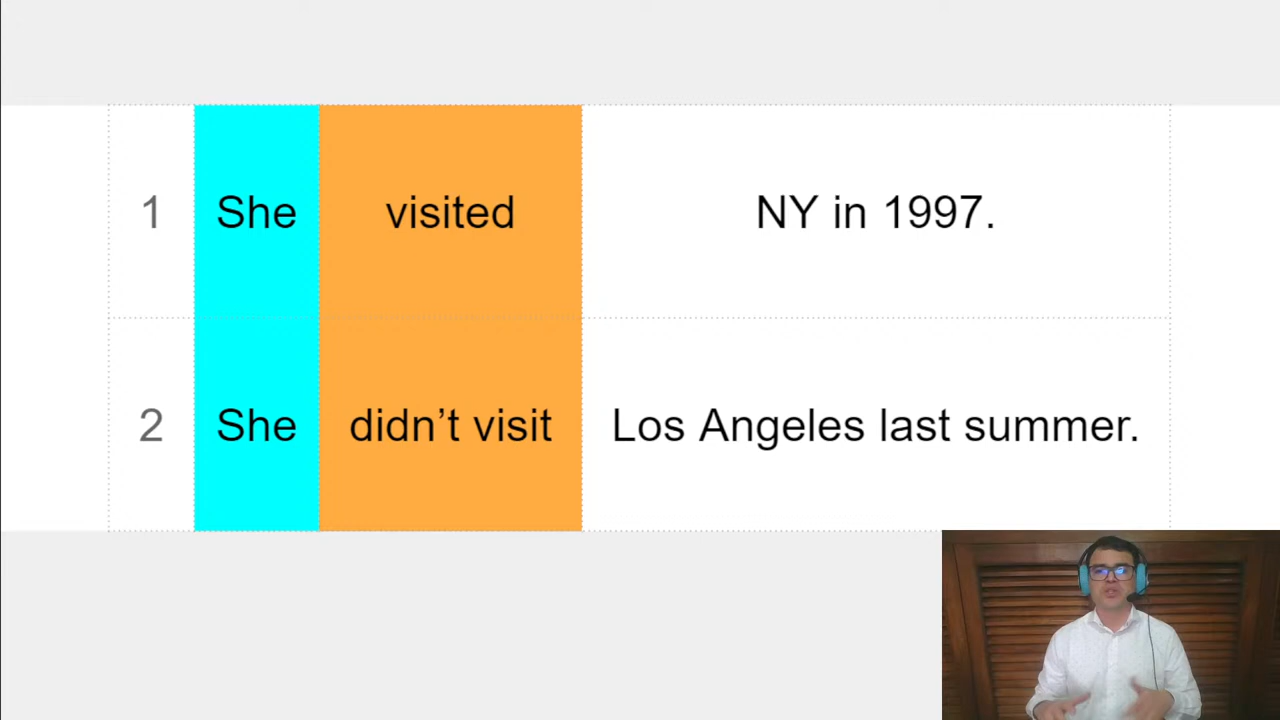 1 She visited NY in 1997.
2 She didn’t visit Los Angeles last summer.